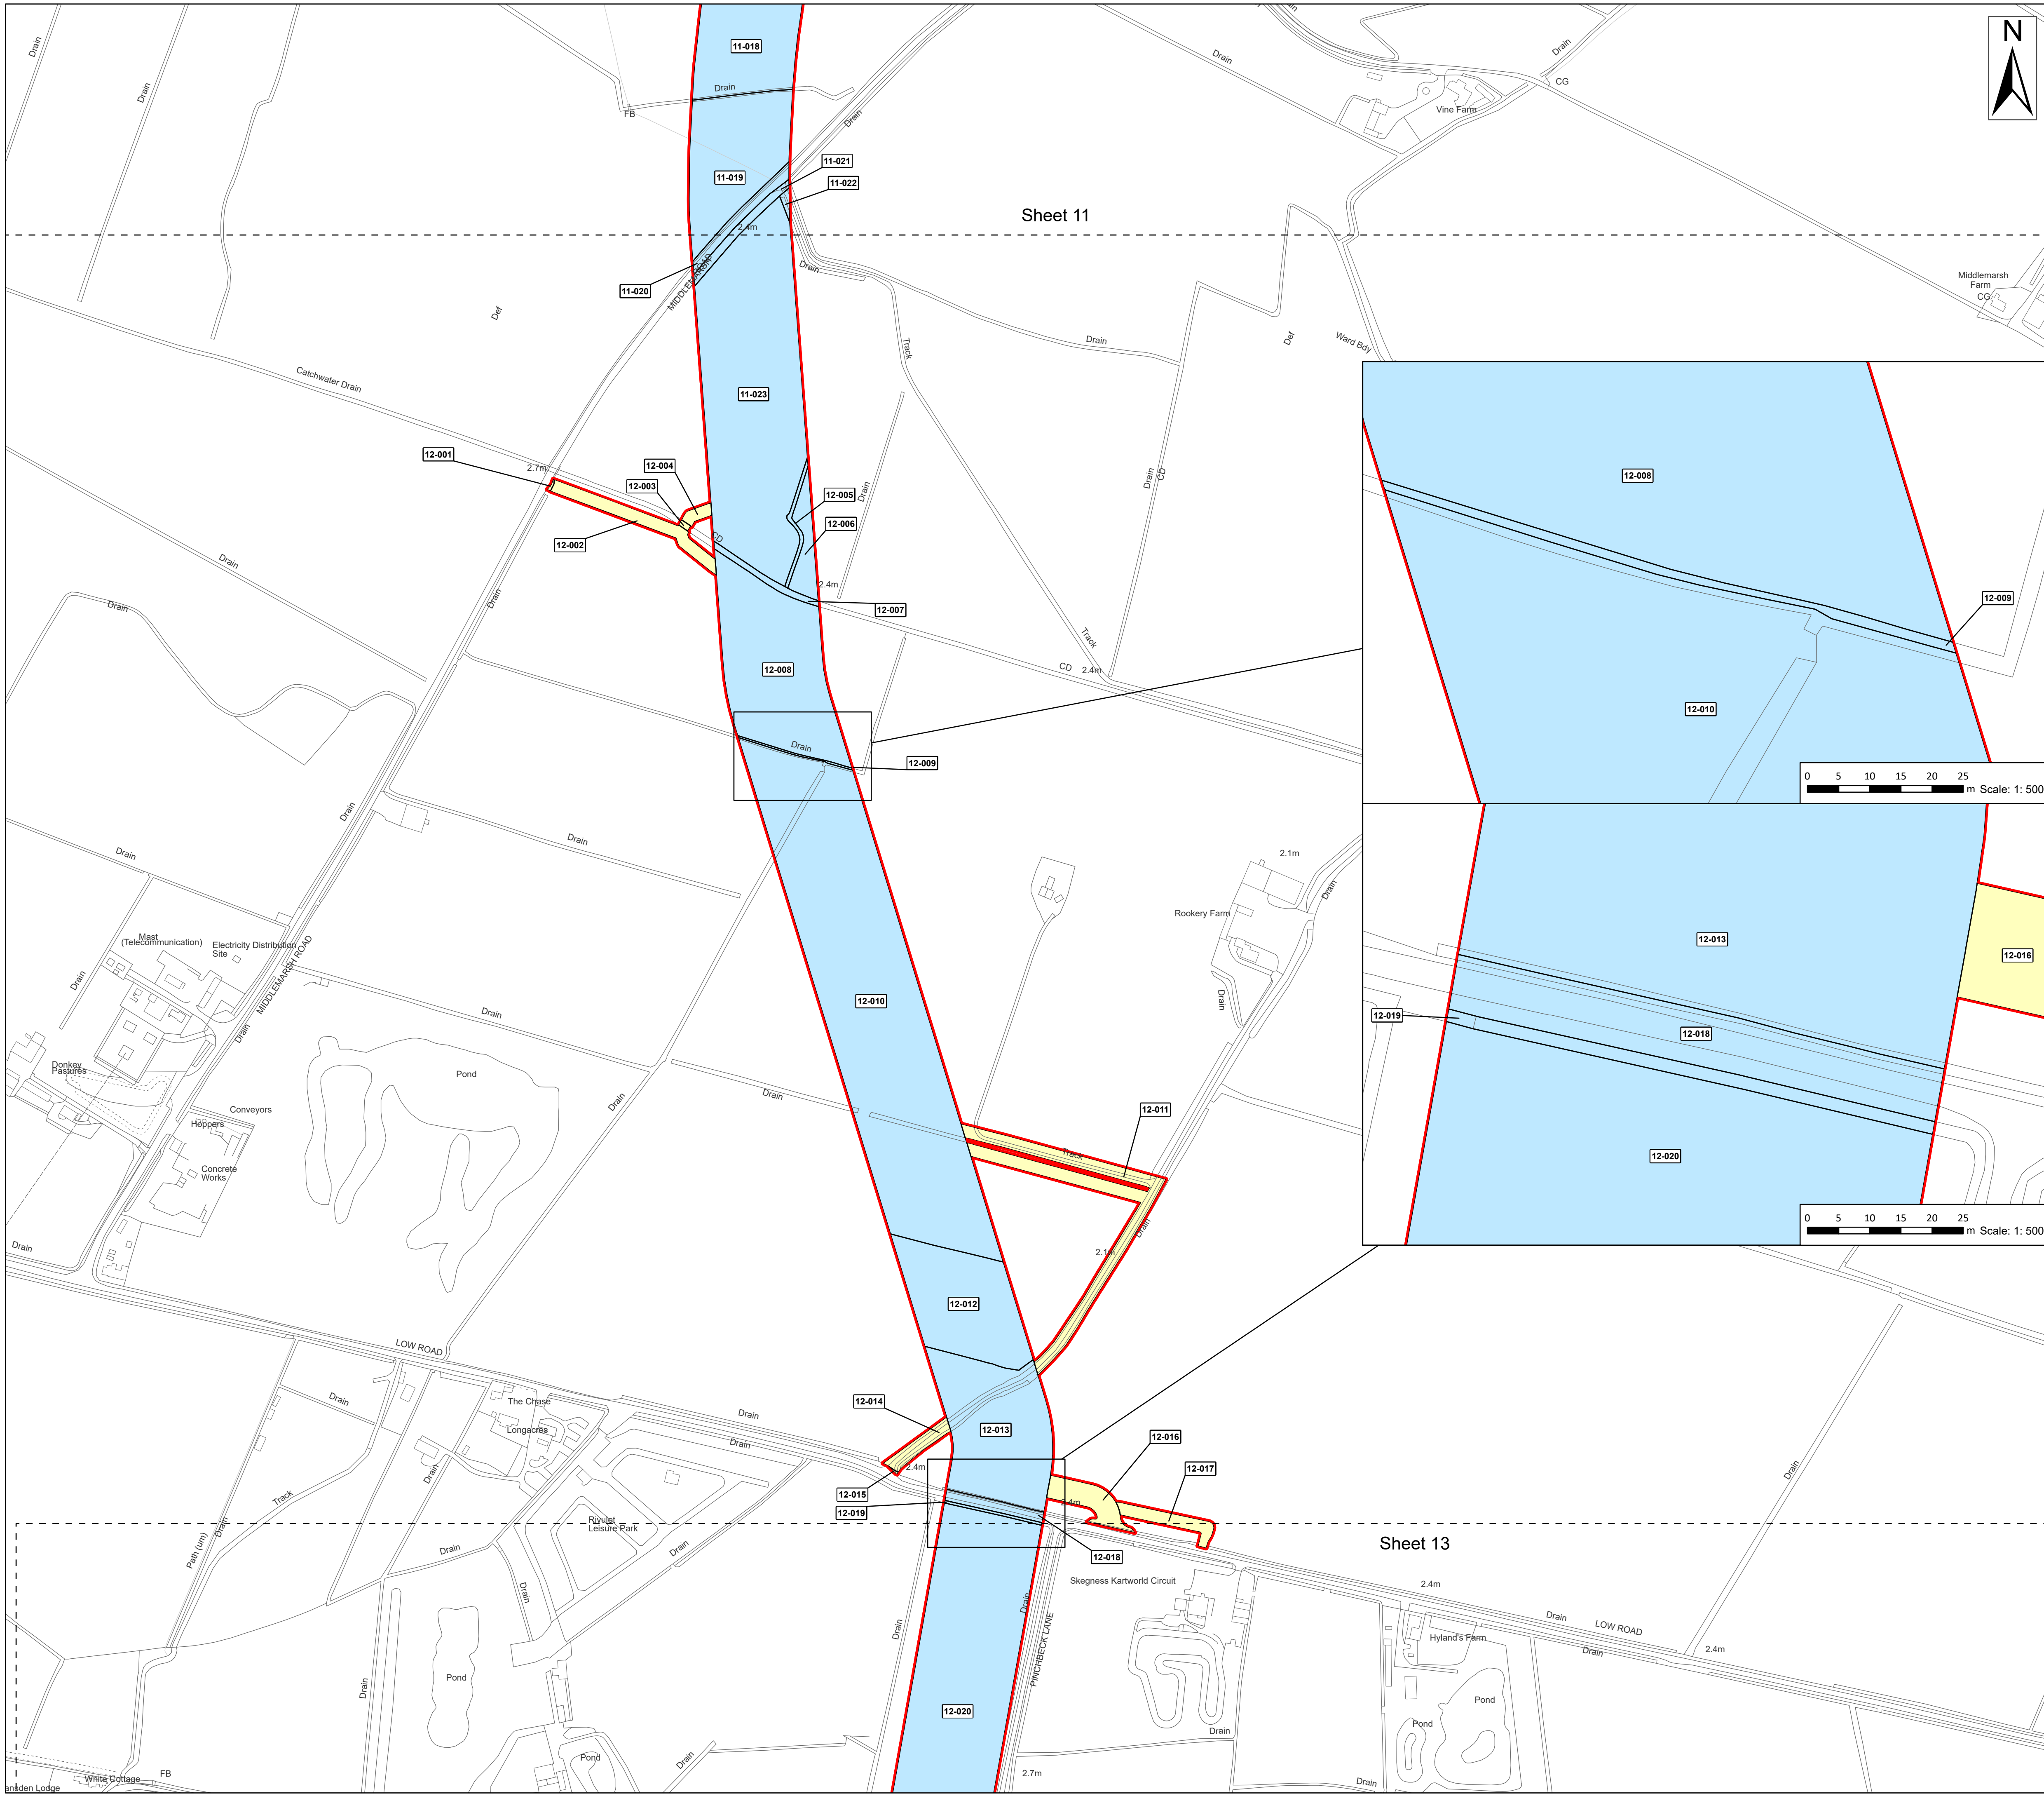 N
11-018
Drain
Drain
Drain
Drain
FB
Drain
Drain
Drain
CG
Vine Farm
11-021
11-022
11-019
Sheet 11
2.4m
Drain
11-020
MIDDLEMARSH ROAD
Def
Def
Ward Bdy
Middlemarsh
Farm
CG
Drain
Track
Catchwater Drain
11-023
12-001
2.7m
12-004
12-003
12-005
12-006
Drain
Drain
CD
12-002
CD
2.4m
12-007
Drain
Drain
Drain
Track
CD
2.4m
12-008
Drain
12-009
12-008
12-009
12-010
0 5 10 15 20 25
m Scale: 1: 500
Drain
Drain
Drain
2.1m
Drain
Rookery Farm
Mast
(Telecommunication)
Electricity Distribution
Site
MIDDLEMARSH ROAD
Drain
Drain
Drain
12-010
Drain
12-013
12-016
12-018
12-019
12-020
0 5 10 15 20 25
m Scale: 1: 500
Donkey
Pastures
Pond
Conveyors
Hoppers
Concrete
Works
Drain
Drain
12-011
Track
Drain
2.1m
Drain
12-012
LOW ROAD
Drain
The Chase
Longacres
Drain
Drain
Drain
12-014
12-013
12-016
12-017
2.4m
12-015
12-019
2.4m
Drain
Track
Drain
Path (um)
Rivulet
Leisure Park
Drain
Drain
Drain
Sheet 13
12-018
Skegness Kartworld Circuit
2.4m
Drain
LOW ROAD
Drain
2.4m
Hyland's Farm
Drain
Drain
PINCHBECK LANE
Pond
Drain
12-020
Pond
Pond
Drain
Pond
Drain
2.7m
Drain
White Cottage
FB
ansden Lodge